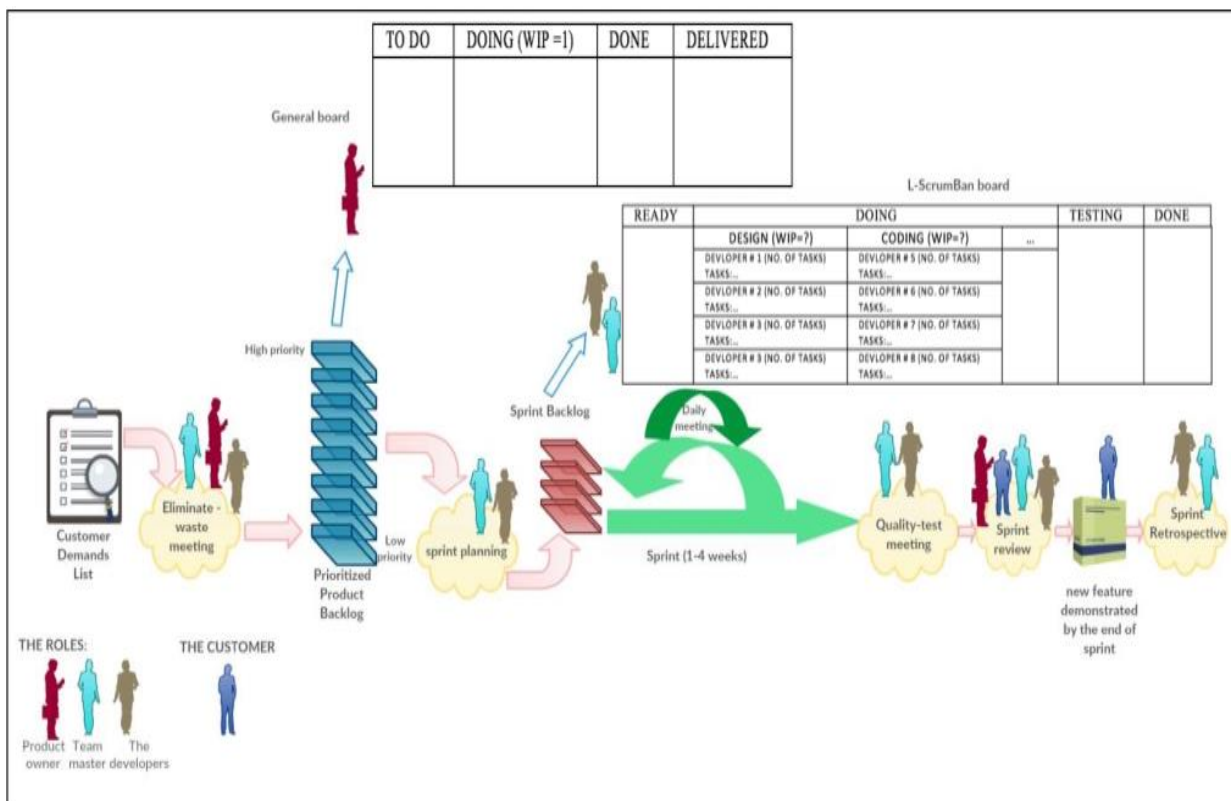 TO DO
DOING (WIP =1)
DONE
DELIVERED
General board
L-ScrumBan board
READY
DOING
TESTING
DONE
DESIGN (WIP=?)
CODING (WIP=?)
...
DEVLOPER # 1 (NO. OF TASKS)
TASKS:...
DEVLOPER # 5 (NO. OF TASKS)
TASKS:...
DEVLOPER # 2 (NO. OF TASKS)
TASKS:...
DEVLOPER # 6 (NO. OF TASKS)
TASKS:...
DEVLOPER # 3 (NO. OF TASKS)
TASKS:...
DEVLOPER # 7 (NO. OF TASKS)
TASKS:...
DEVLOPER # 3 (NO. OF TASKS)
TASKS:...
DEVLOPER # 8 (NO. OF TASKS)
TASKS:...
High priority
Sprint Backlog
Daily
meeting
Customer
Demands
List
Eliminate -
waste
meeting
Low
priority
Prioritized
Product
Backlog
sprint planning
Sprint (1-4 weeks)
Quality-test
meeting
Sprint
review
new feature
demonstrated
by the end of
sprint
Sprint
Retrospective
THE ROLES:
THE CUSTOMER
Product
owner
Team
master
The
developers